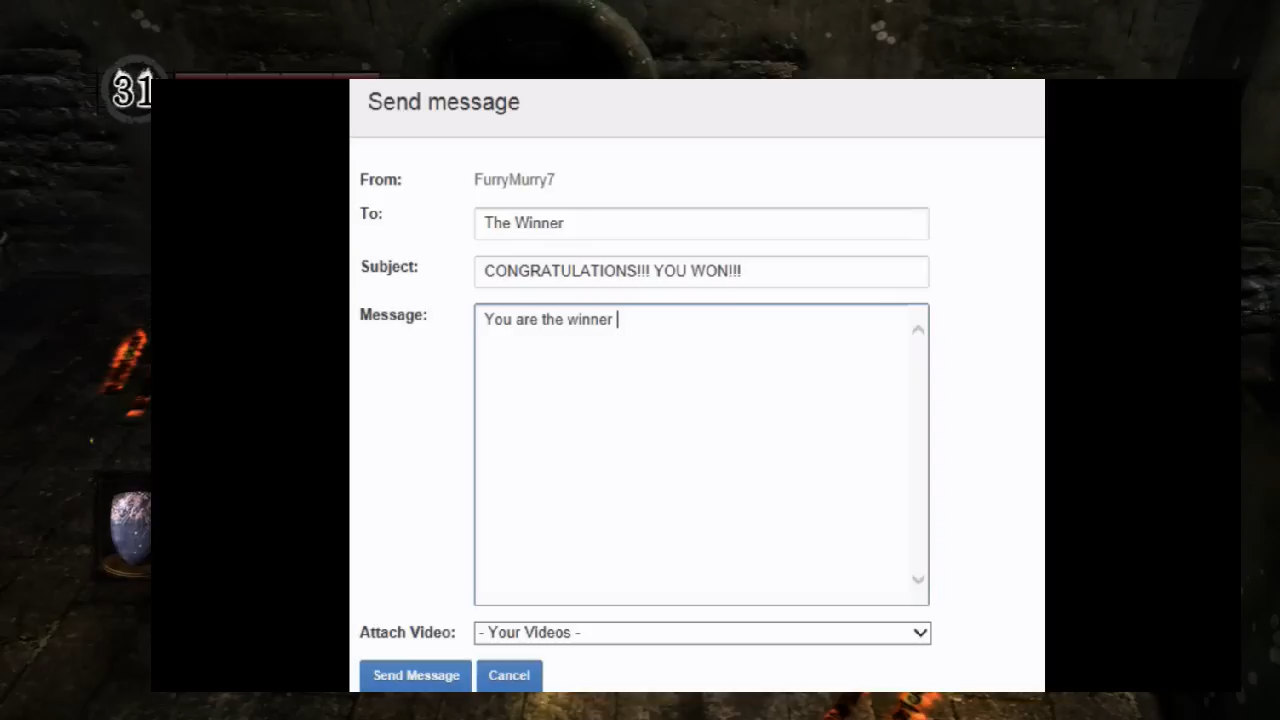 31
Send message
From: FurryMurry7
To: The Winner
Subject: CONGRATULATIONS!!! YOU WON!!!
Message: You are the winner
Attach Video: - Your Videos -
Send Message Cancel